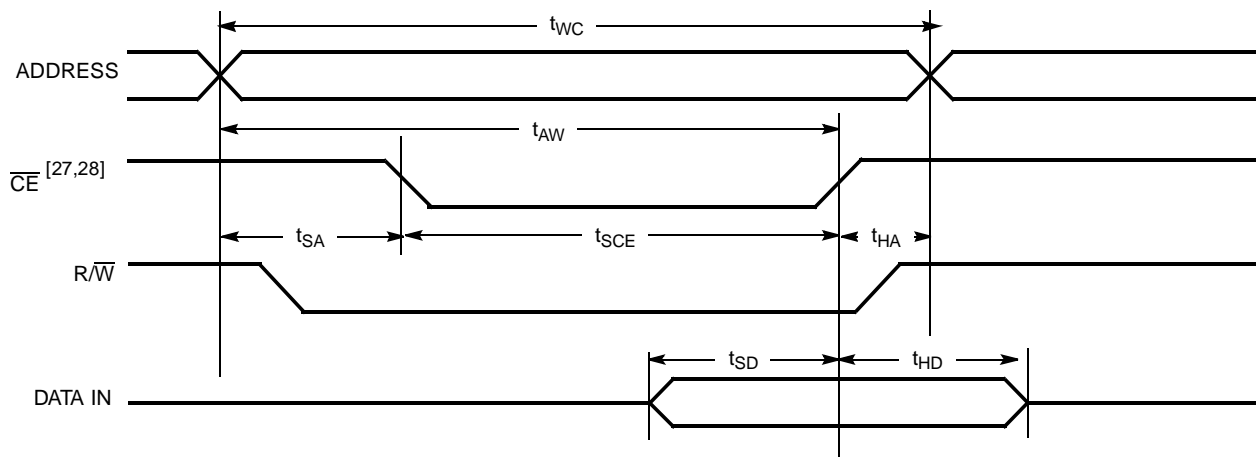 tWC
ADDRESS
tAW
CE [27,28]
tSA tSCE tHA
R/W
tSD tHD
DATA IN